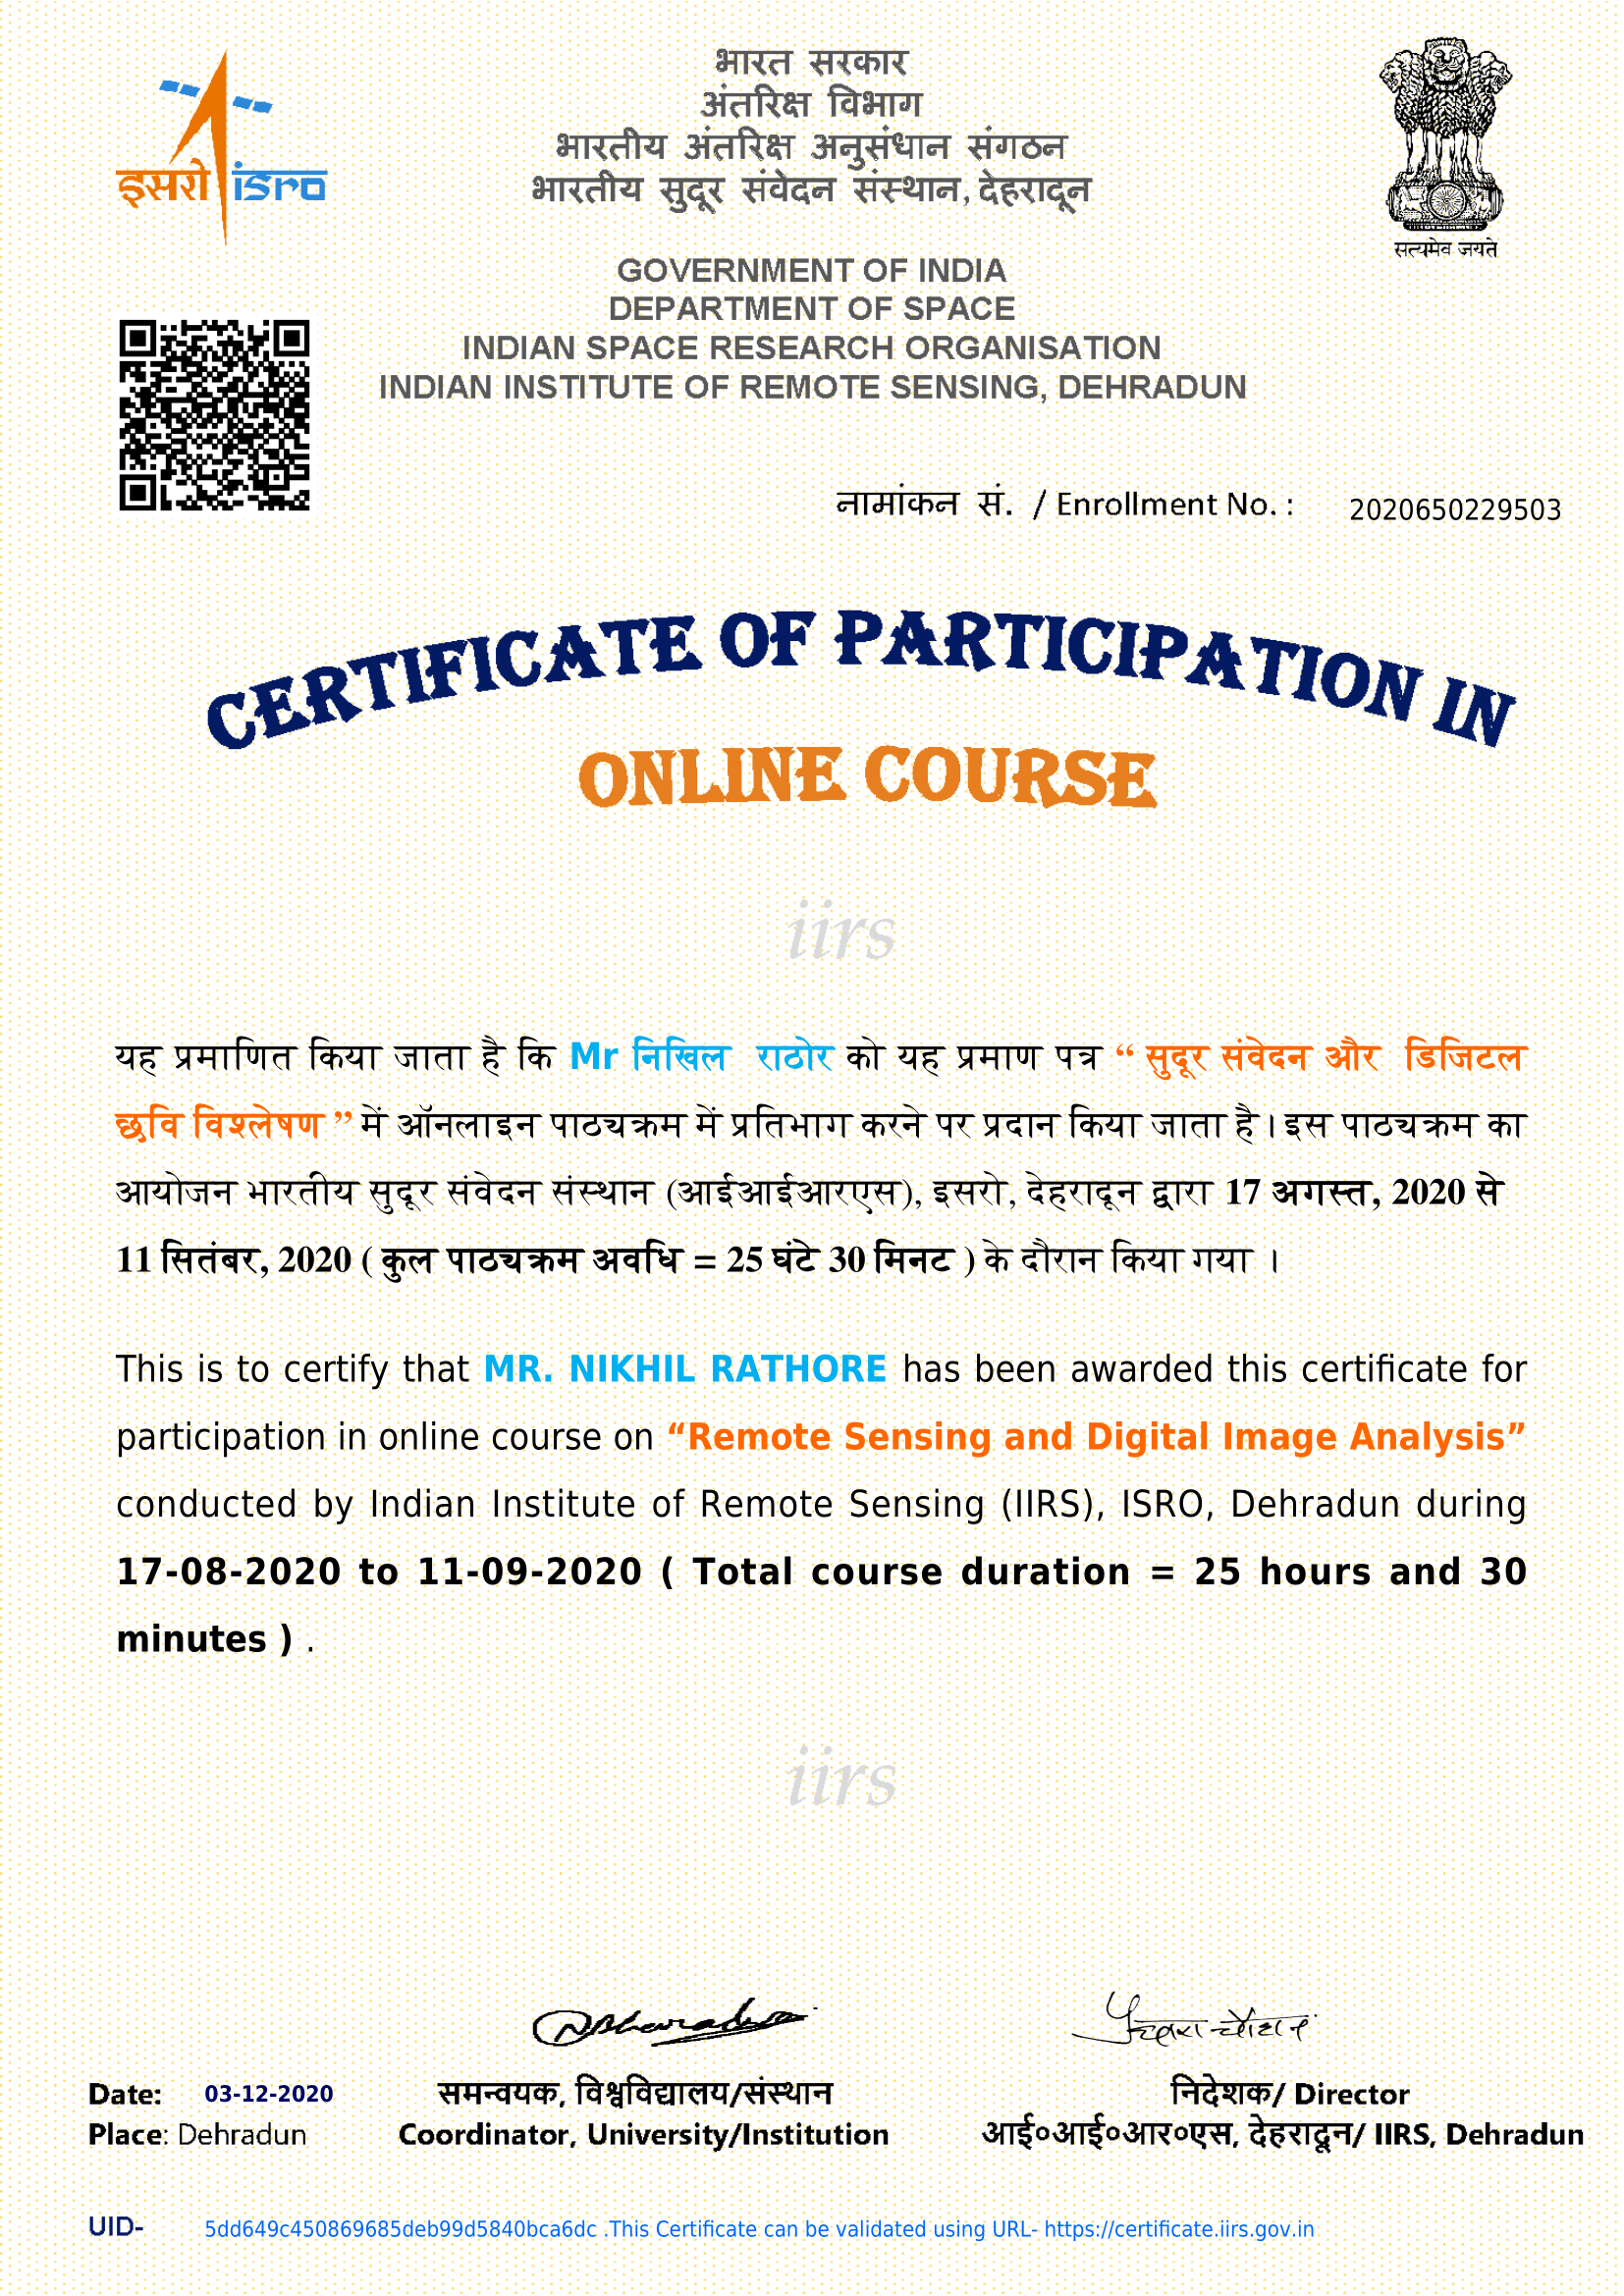 इसरो isro
भारत सरकार
अंतरिक्ष विभाग
भारतीय अंतरिक्ष अनुसंधान संगठन
भारतीय सुदूर संवेदन संस्थान, देहरादून
सत्यमेव जयते
GOVERNMENT OF INDIA
DEPARTMENT OF SPACE
INDIAN SPACE RESEARCH ORGANISATION
INDIAN INSTITUTE OF REMOTE SENSING, DEHRADUN
नामांकन सं. / Enrollment No. : 2020650229503
CERTIFICATE OF PARTICIPATION IN
ONLINE COURSE
iirs
यह प्रमाणित किया जाता है कि Mr निखिल राठोर को यह प्रमाण पत्र “ सुदूर संवेदन और डिजिटल
छवि विश्लेषण ” में ऑनलाइन पाठ्यक्रम में प्रतिभाग करने पर प्रदान किया जाता है। इस पाठ्यक्रम का
आयोजन भारतीय सुदूर संवेदन संस्थान (आईआईआरएस), इसरो, देहरादून द्वारा 17 अगस्त, 2020 से
11 सितंबर, 2020 ( कुल पाठ्यक्रम अवधि = 25 घंटे 30 मिनट ) के दौरान किया गया ।
This is to certify that MR. NIKHIL RATHORE has been awarded this certificate for
participation in online course on “Remote Sensing and Digital Image Analysis”
conducted by Indian Institute of Remote Sensing (IIRS), ISRO, Dehradun during
17-08-2020 to 11-09-2020 ( Total course duration = 25 hours and 30
minutes ) .
iirs
Date: 03-12-2020
Place: Dehradun
समन्वयक, विश्वविद्यालय/संस्थान
Coordinator, University/Institution
निदेशक/ Director
आई०आई०आर०एस, देहरादून/ IIRS, Dehradun
UID- 5dd649c450869685deb99d5840bca6dc .This Certificate can be validated using URL- https://certificate.iirs.gov.in